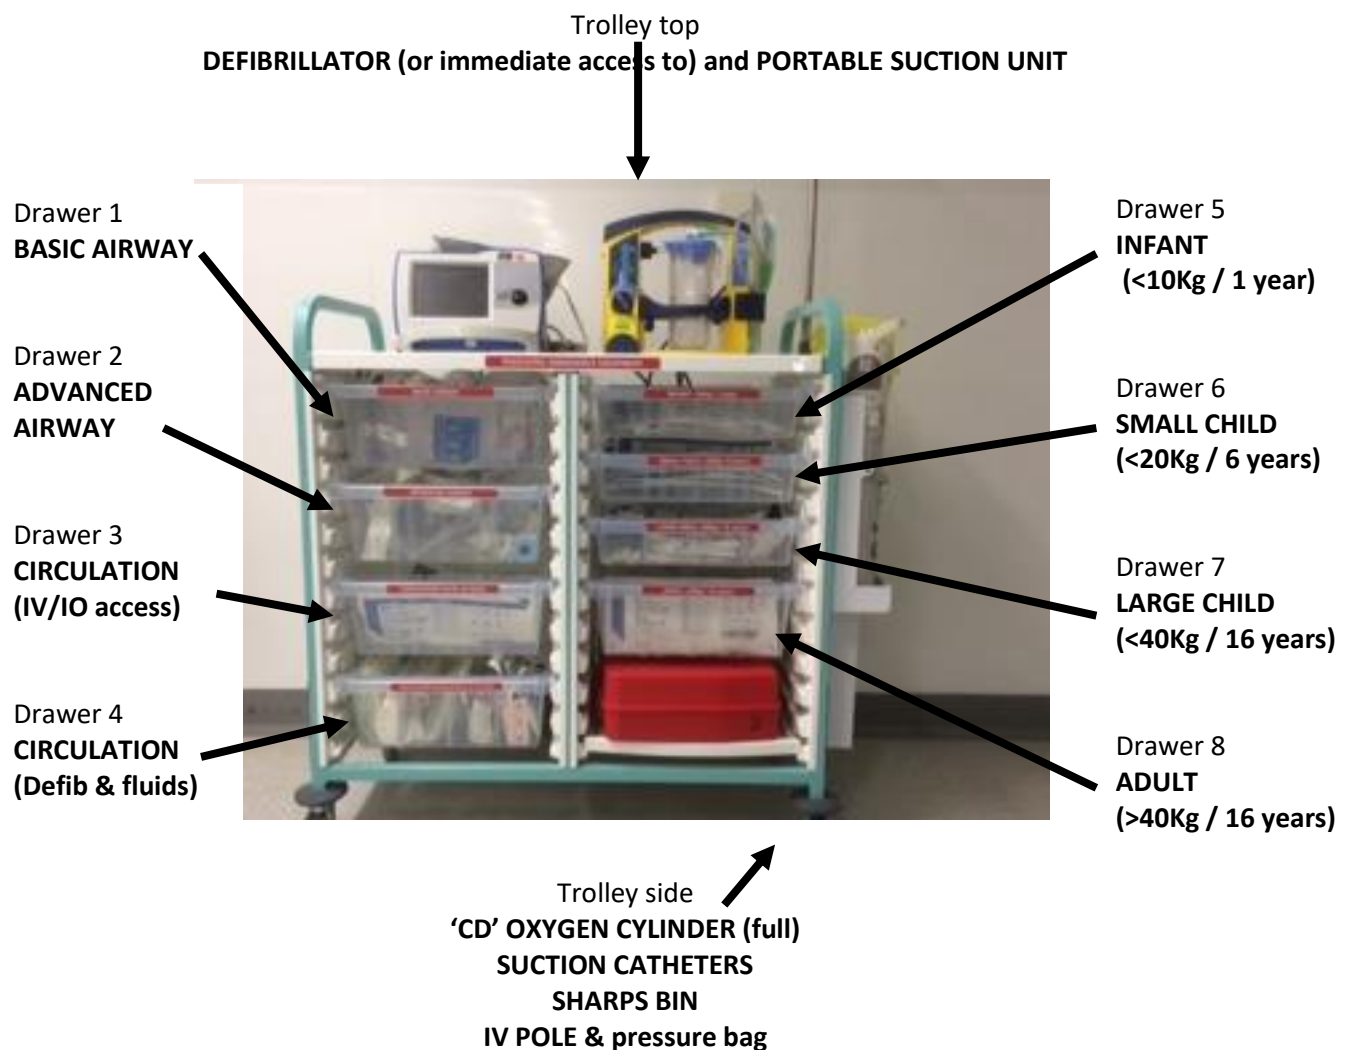 Trolley top
DEFIBRILLATOR (or immediate access to) and PORTABLE SUCTION UNIT
Drawer 1
BASIC AIRWAY
Drawer 2
ADVANCED
AIRWAY
Drawer 3
CIRCULATION
(IV/IO access)
Drawer 4
CIRCULATION
(Defib & fluids)
Drawer 5
INFANT
(<10Kg / 1 year)
Drawer 6
SMALL CHILD
(<20Kg / 6 years)
Drawer 7
LARGE CHILD
(<40Kg / 16 years)
Drawer 8
ADULT
(>40Kg / 16 years)
Trolley side
‘CD’ OXYGEN CYLINDER (full)
SUCTION CATHETERS
SHARPS BIN
IV POLE & pressure bag